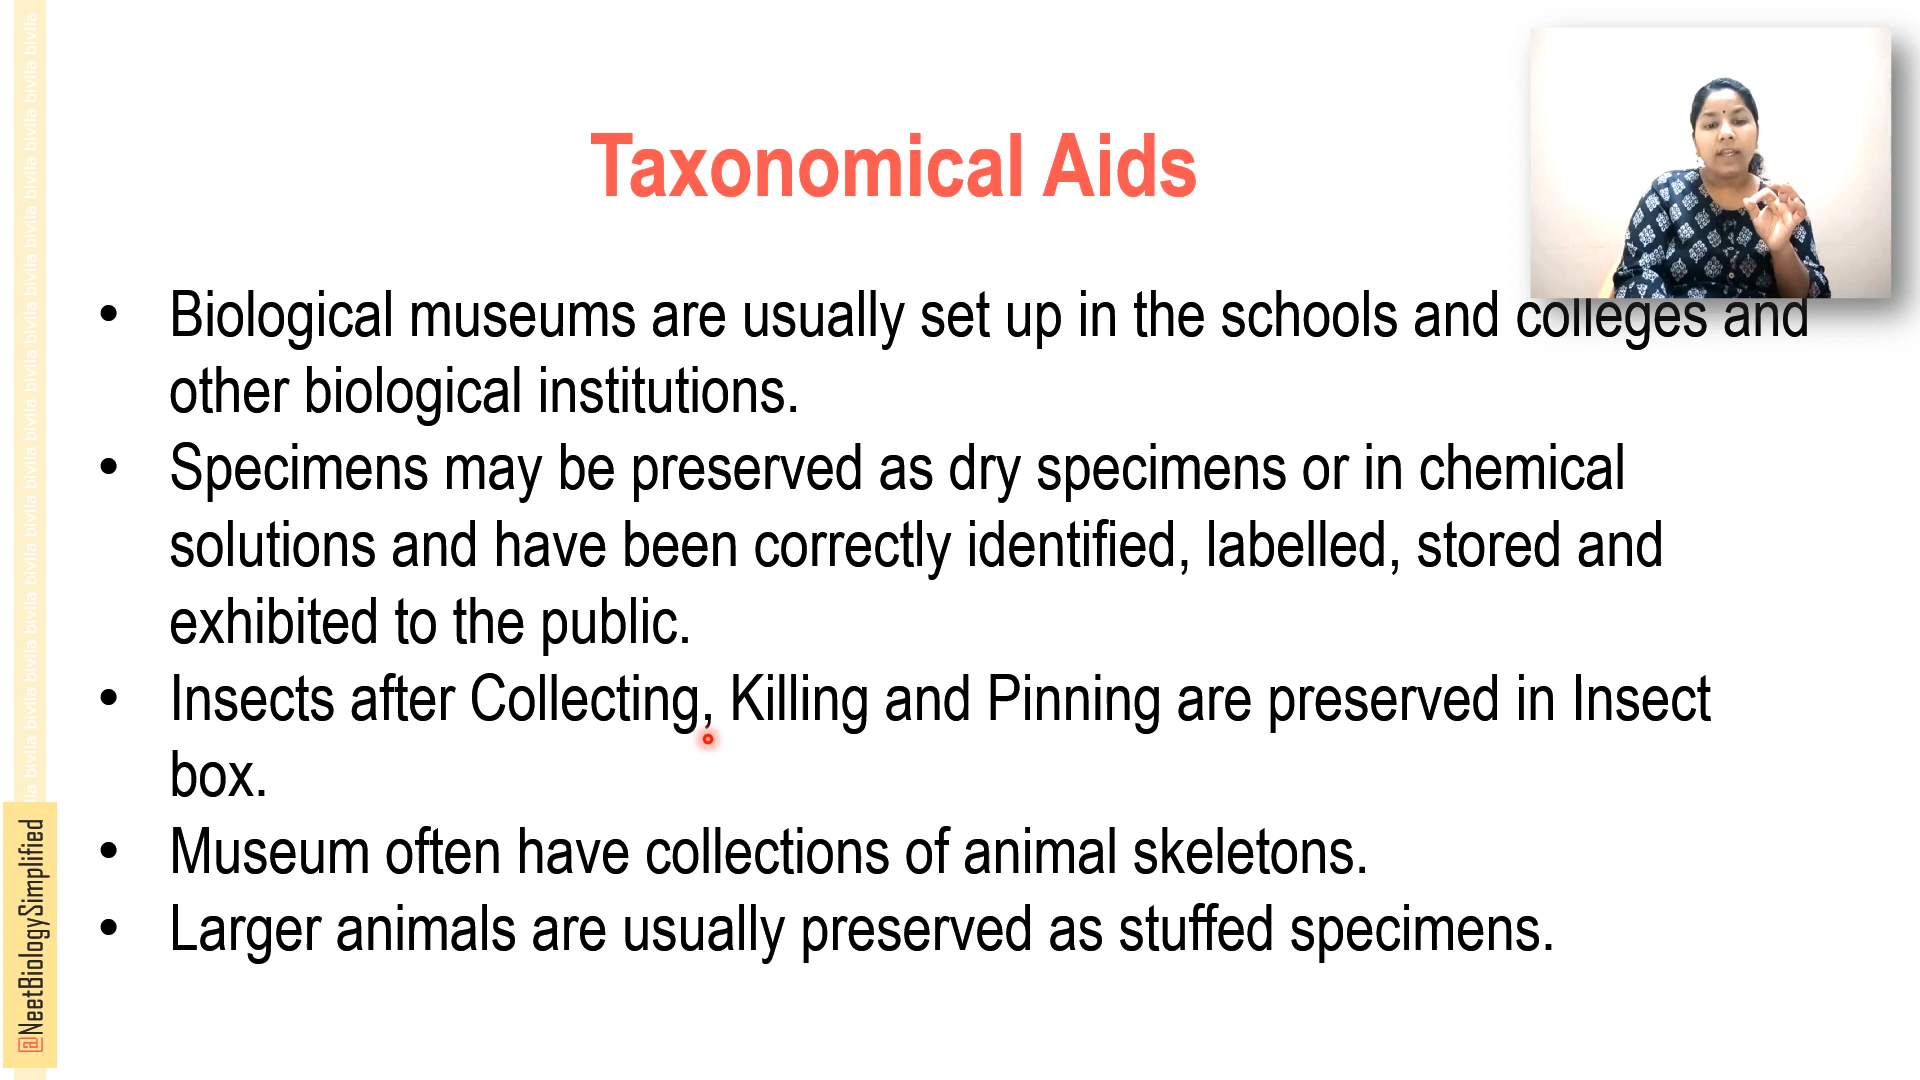 Taxonomical Aids
• Biological museums are usually set up in the schools and colleges and
other biological institutions.
• Specimens may be preserved as dry specimens or in chemical
solutions and have been correctly identified, labelled, stored and
exhibited to the public.
• Insects after Collecting, Killing and Pinning are preserved in Insect
box.
• Museum often have collections of animal skeletons.
• Larger animals are usually preserved as stuffed specimens.
@NeetBiologySimplified